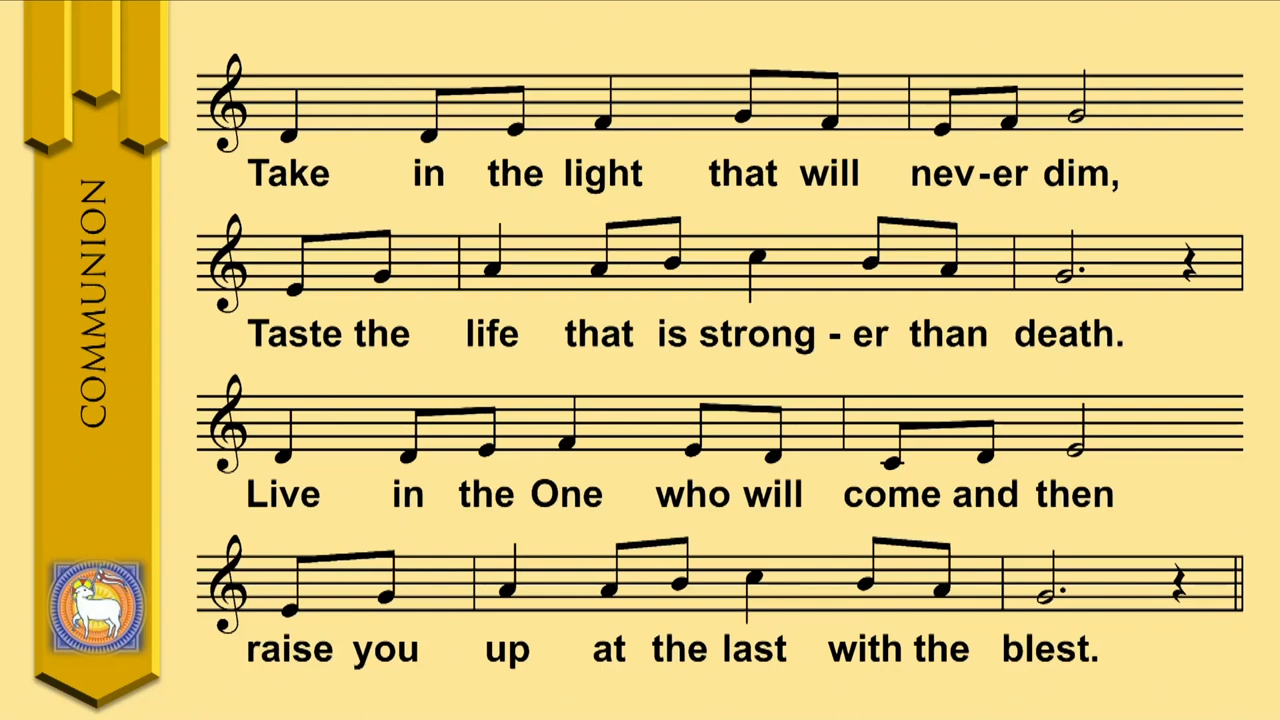 COMMUNION
Take in the light that will nev-er dim,
Taste the life that is strong - er than death.
Live in the One who will come and then
raise you up at the last with the blest.